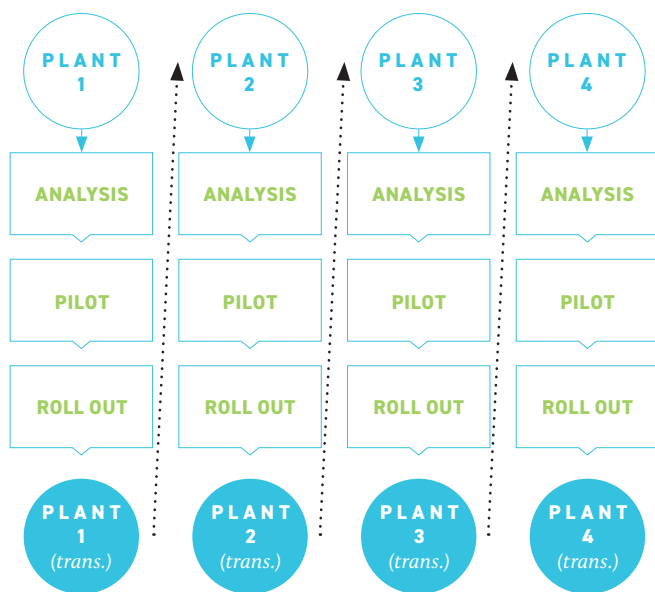 PLANT
1
PLANT
2
PLANT
3
PLANT
4
ANALYSIS
ANALYSIS
ANALYSIS
ANALYSIS
PILOT
PILOT
PILOT
PILOT
ROLL OUT
ROLL OUT
ROLL OUT
ROLL OUT
PLANT
1
(trans.)
PLANT
2
(trans.)
PLANT
3
(trans.)
PLANT
4
(trans.)